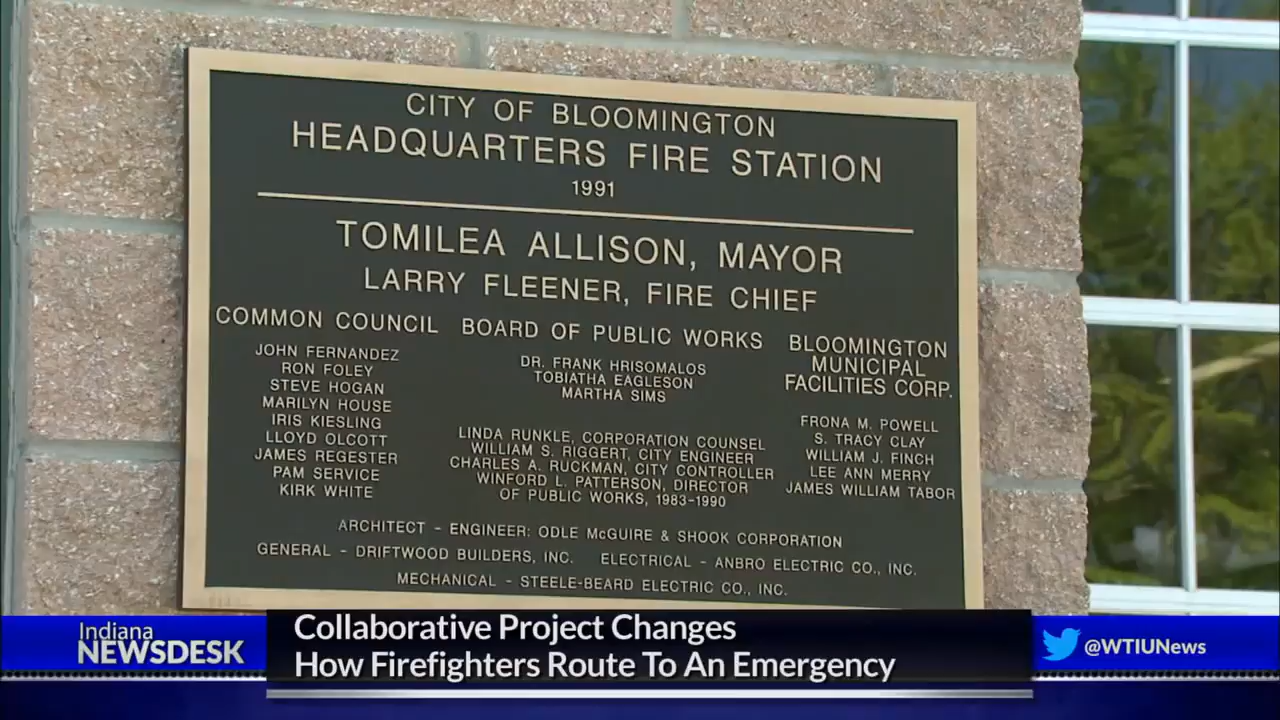 CITY OF BLOOMINGTON
HEADQUARTERS FIRE STATION
1991
TOMILEA ALLISON, MAYOR
LARRY FLEENER, FIRE CHIEF
COMMON COUNCIL
JOHN FERNANDEZ
RON FOLEY
STEVE HOGAN
MARILYN HOUSE
IRIS KIESLING
LLOYD OLCOTT
JAMES REGESTER
PAM SERVICE
KIRK WHITE
BOARD OF PUBLIC WORKS
DR. FRANK HRISOMALOS
TOBIATHA EAGLESON
MARTHA SIMS
LINDA RUNKLE, CORPORATION COUNSEL
WILLIAM S. RIGGERT, CITY ENGINEER
CHARLES A. RUCKMAN, CITY CONTROLLER
WINFORD L. PATTERSON, DIRECTOR
OF PUBLIC WORKS, 1983-1990
BLOOMINGTON
MUNICIPAL
FACILITIES CORP.
FRONA M. POWELL
S. TRACY CLAY
WILLIAM J. FINCH
LEE ANN MERRY
JAMES WILLIAM TABOR
ARCHITECT - ENGINEER: ODLE McGUIRE & SHOOK CORPORATION
GENERAL - DRIFTWOOD BUILDERS, INC. ELECTRICAL - ANBRO ELECTRIC CO., INC.
MECHANICAL - STEELE-BEARD ELECTRIC CO., INC.
Indiana
NEWSDESK
Collaborative Project Changes
How Firefighters Route To An Emergency
@WTIUNews